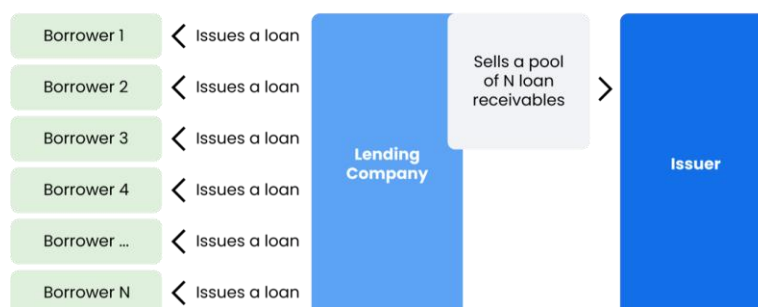 Borrower 1
Issues a loan
Borrower 2
Issues a loan
Borrower 3
Issues a loan
Borrower 4
Issues a loan
Borrower ...
Issues a loan
Borrower N
Issues a loan
Lending
Company
Sells a pool
of N loan
receivables
Issuer